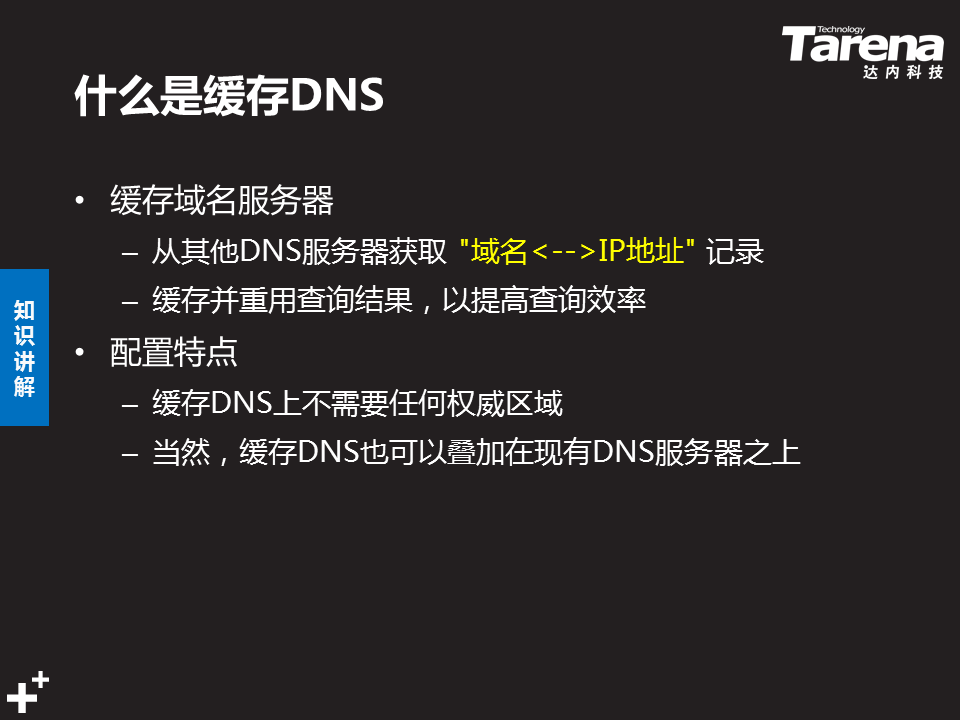 Technology
Tarena
达内科技
什么是缓存DNS
• 缓存域名服务器
– 从其他DNS服务器获取 "域名<-->IP地址" 记录
– 缓存并重用查询结果，以提高查询效率
知识讲解
• 配置特点
– 缓存DNS上不需要任何权威区域
– 当然，缓存DNS也可以叠加在现有DNS服务器之上